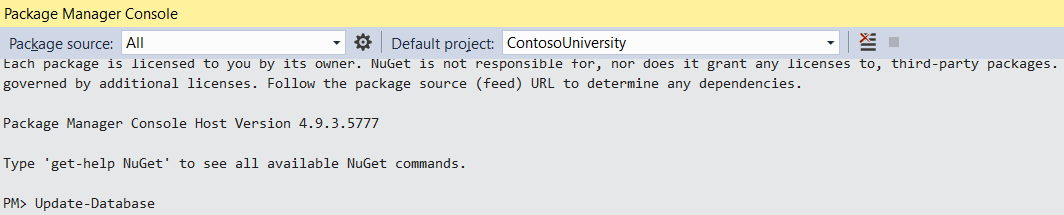 Package Manager Console
Package source: All Default project: ContosoUniversity
Each package is licensed to you by its owner. NuGet is not responsible for, nor does it grant any licenses to, third-party packages.
governed by additional licenses. Follow the package source (feed) URL to determine any dependencies.
Package Manager Console Host Version 4.9.3.5777
Type 'get-help NuGet' to see all available NuGet commands.
PM> Update-Database